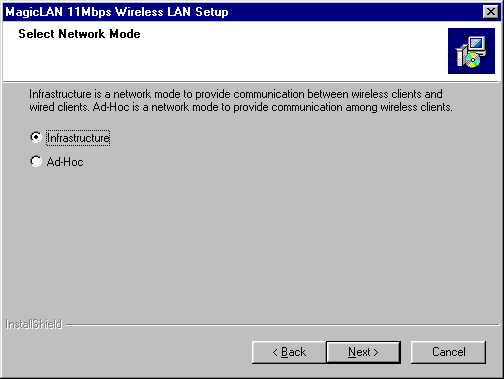 MagicLAN 11Mbps Wireless LAN Setup
Select Network Mode
Infrastructure is a network mode to provide communication between wireless clients and
wired clients. Ad-Hoc is a network mode to provide communication among wireless clients.
Infrastructure
Ad-Hoc
InstallShield
< Back
Next >
Cancel